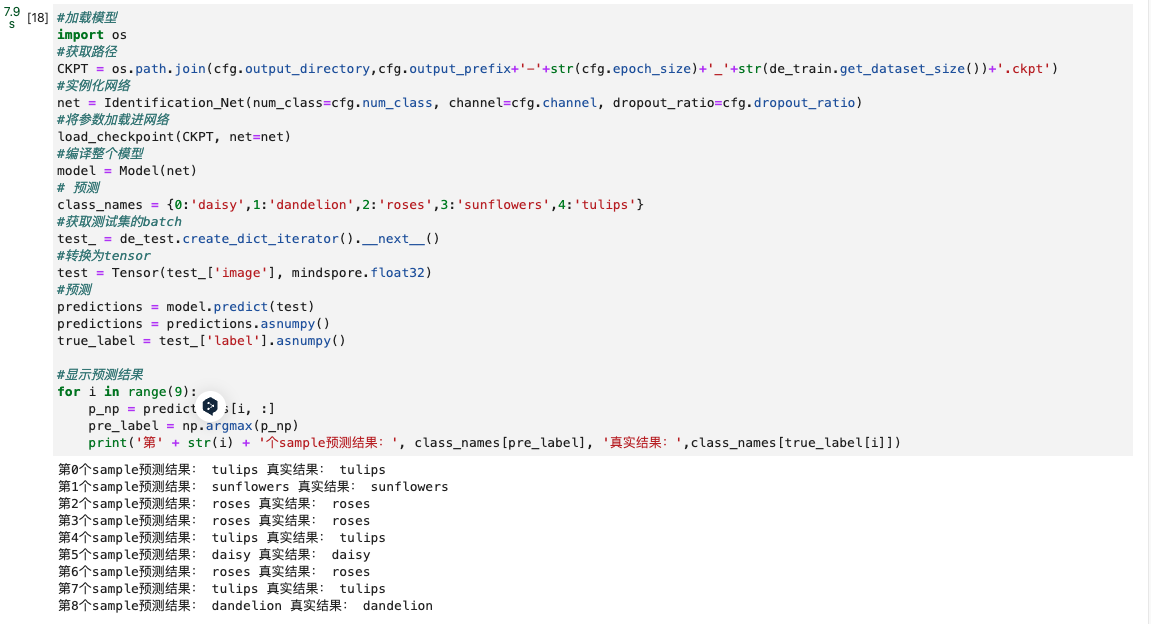 7.9
s
[18]
#加载模型
import os
#获取路径
CKPT = os.path.join(cfg.output_directory,cfg.output_prefix+'-'+str(cfg.epoch_size)+'_'+str(de_train.get_dataset_size())+'.ckpt')
#实例化网络
net = Identification_Net(num_class=cfg.num_class, channel=cfg.channel, dropout_ratio=cfg.dropout_ratio)
#将参数加载进网络
load_checkpoint(CKPT, net=net)
#编译整个模型
model = Model(net)
# 预测
class_names = {0:'daisy',1:'dandelion',2:'roses',3:'sunflowers',4:'tulips'}
#获取测试集的batch
test_ = de_test.create_dict_iterator().__next__()
#转换为tensor
test = Tensor(test_['image'], mindspore.float32)
#预测
predictions = model.predict(test)
predictions = predictions.asnumpy()
true_label = test_['label'].asnumpy()
#显示预测结果
for i in range(9):
p_np = predict s[i, :]
pre_label = np.argmax(p_np)
print('第' + str(i) + '个sample预测结果：', class_names[pre_label], '真实结果：',class_names[true_label[i]])
第0个sample预测结果： tulips 真实结果： tulips
第1个sample预测结果： sunflowers 真实结果： sunflowers
第2个sample预测结果： roses 真实结果： roses
第3个sample预测结果： roses 真实结果： roses
第4个sample预测结果： tulips 真实结果： tulips
第5个sample预测结果： daisy 真实结果： daisy
第6个sample预测结果： roses 真实结果： roses
第7个sample预测结果： tulips 真实结果： tulips
第8个sample预测结果： dandelion 真实结果： dandelion